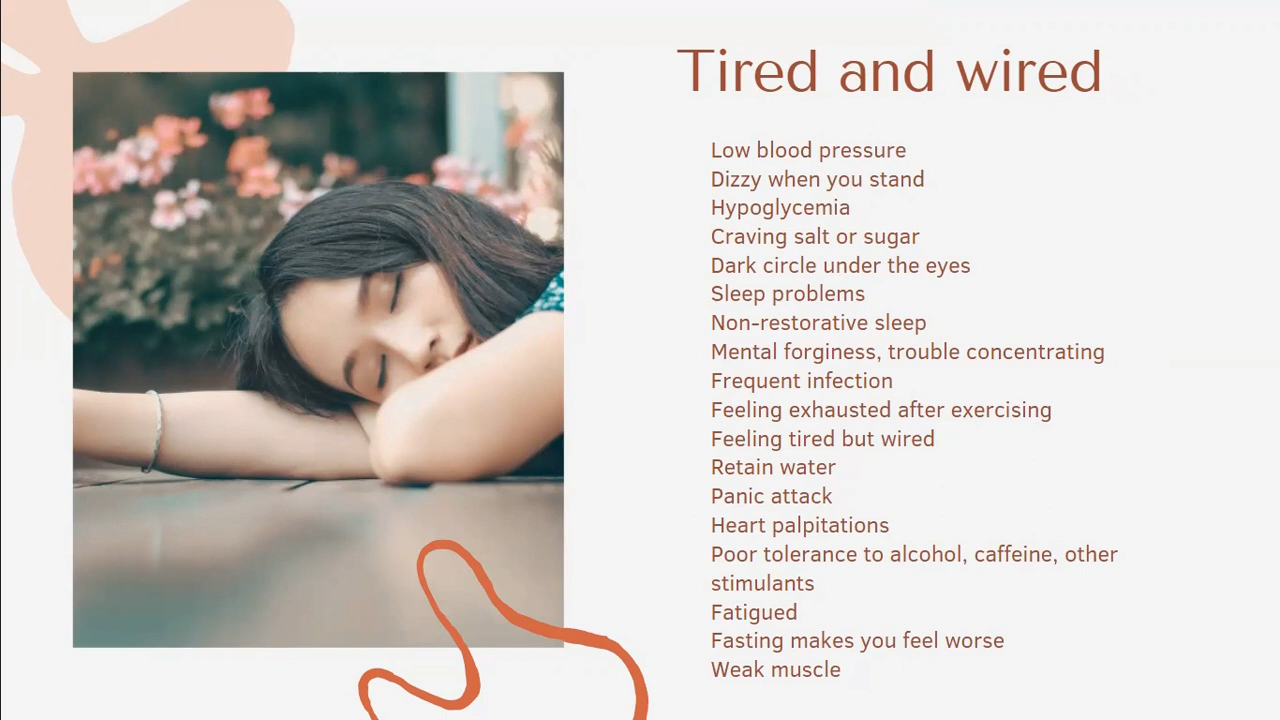 Tired and wired
Low blood pressure
Dizzy when you stand
Hypoglycemia
Craving salt or sugar
Dark circle under the eyes
Sleep problems
Non-restorative sleep
Mental forginess, trouble concentrating
Frequent infection
Feeling exhausted after exercising
Feeling tired but wired
Retain water
Panic attack
Heart palpitations
Poor tolerance to alcohol, caffeine, other
stimulants
Fatigued
Fasting makes you feel worse
Weak muscle